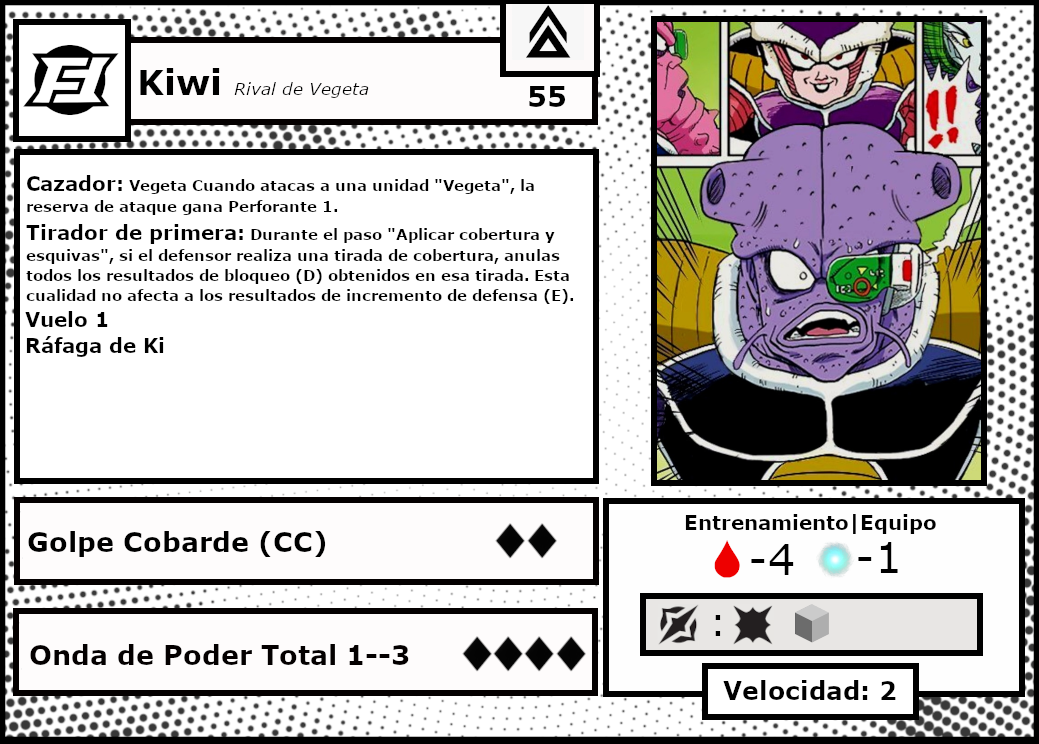 Kiwi Rival de Vegeta
55
Cazador: Vegeta Cuando atacas a una unidad "Vegeta", la
reserva de ataque gana Perforante 1.
Tirador de primera: Durante el paso "Aplicar cobertura y
esquivas", si el defensor realiza una tirada de cobertura, anulas
todos los resultados de bloqueo (D) obtenidos en esa tirada. Esta
cualidad no afecta a los resultados de incremento de defensa (E).
Vuelo 1
Ráfaga de Ki
Golpe Cobarde (CC)
Onda de Poder Total 1--3
!!
Entrenamiento|Equipo
-4 -1
:
Velocidad: 2